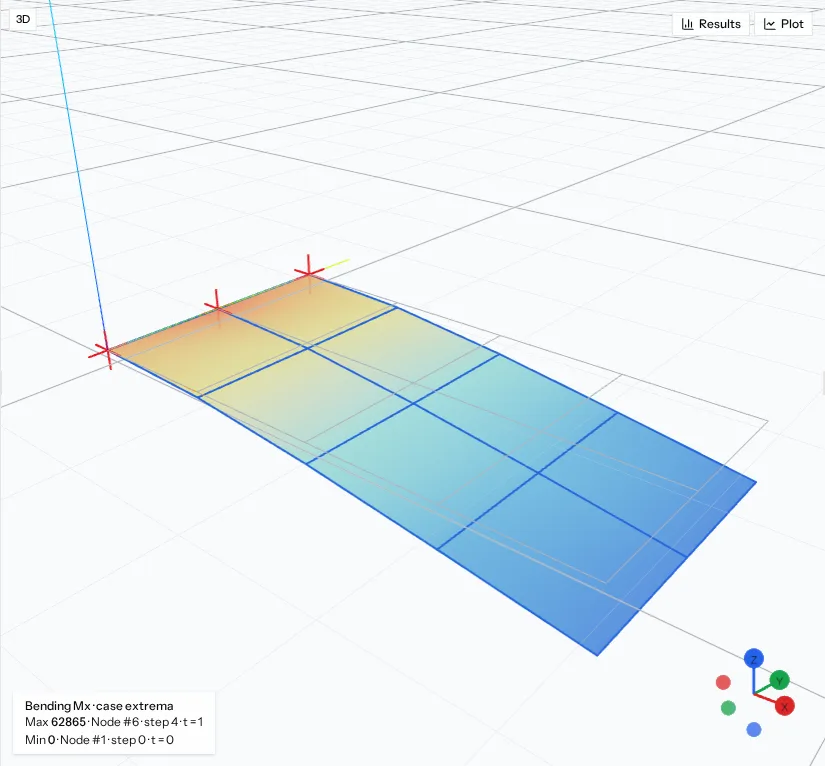 3D
Results
Plot
Z
Y
X
Bending Mx·case extrema
Max 62865·Node #6·step 4·t=1
Min 0·Node #1·step 0·t=0